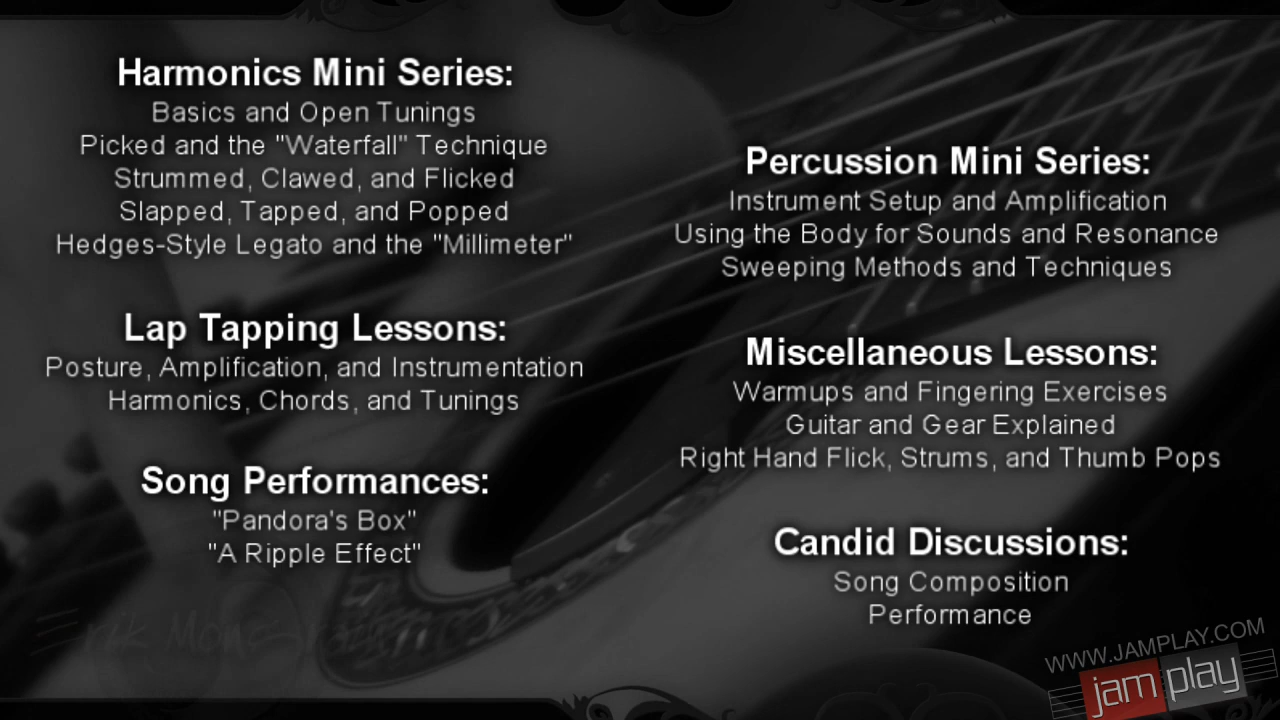 Harmonics Mini Series:
Basics and Open Tunings
Picked and the "Waterfall" Technique
Strummed, Clawed, and Flicked
Slapped, Tapped, and Popped
Hedges-Style Legato and the "Millimeter"
Lap Tapping Lessons:
Posture, Amplification, and Instrumentation
Harmonics, Chords, and Tunings
Song Performances:
"Pandora's Box"
"A Ripple Effect"
Percussion Mini Series:
Instrument Setup and Amplification
Using the Body for Sounds and Resonance
Sweeping Methods and Techniques
Miscellaneous Lessons:
Warmups and Fingering Exercises
Guitar and Gear Explained
Right Hand Flick, Strums, and Thumb Pops
Candid Discussions:
Song Composition
Performance
WWW.JAMPLAY.COM
jam play